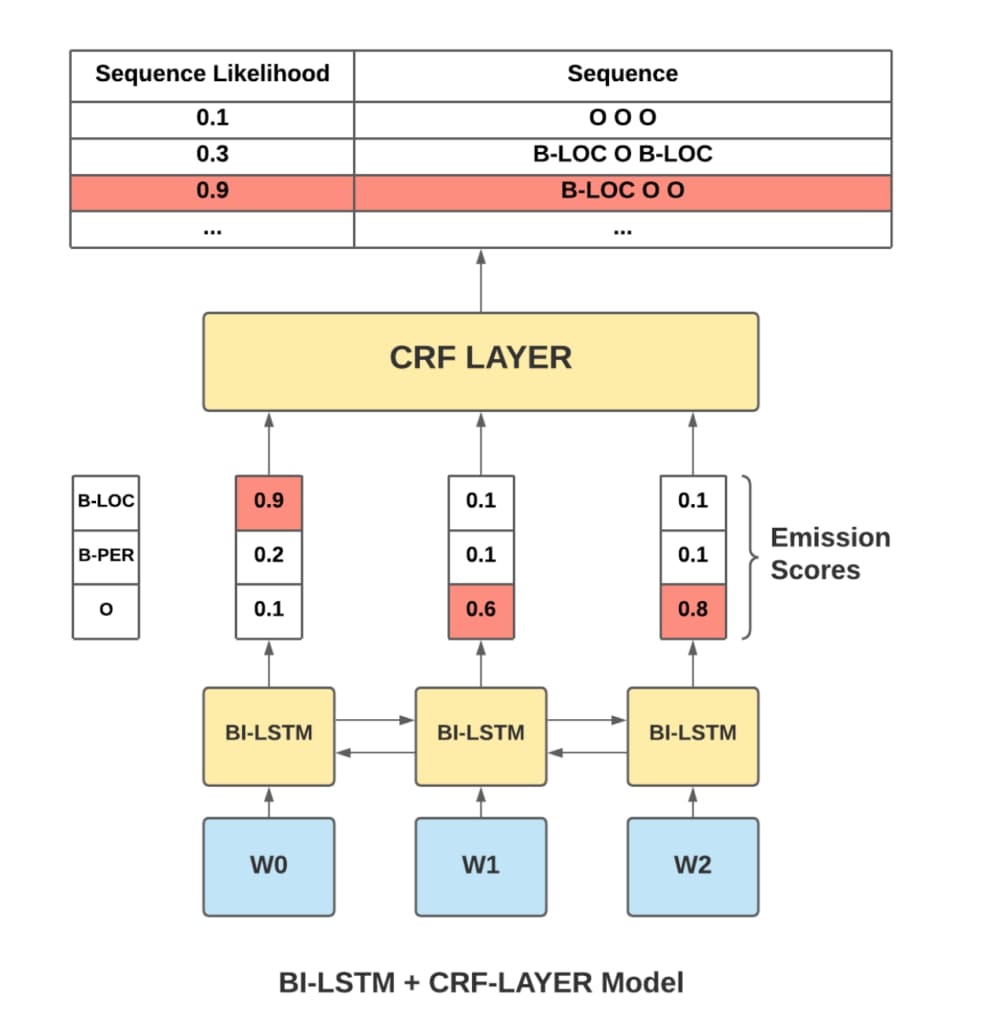 Sequence Likelihood Sequence
0.1 O O O
0.3 B-LOC O B-LOC
0.9 B-LOC O O
... ...
CRF LAYER
B-LOC 0.9 0.1 0.1
B-PER 0.2 0.1 0.1
O 0.1 0.6 0.8
Emission
Scores
BI-LSTM BI-LSTM BI-LSTM
W0 W1 W2
BI-LSTM + CRF-LAYER Model